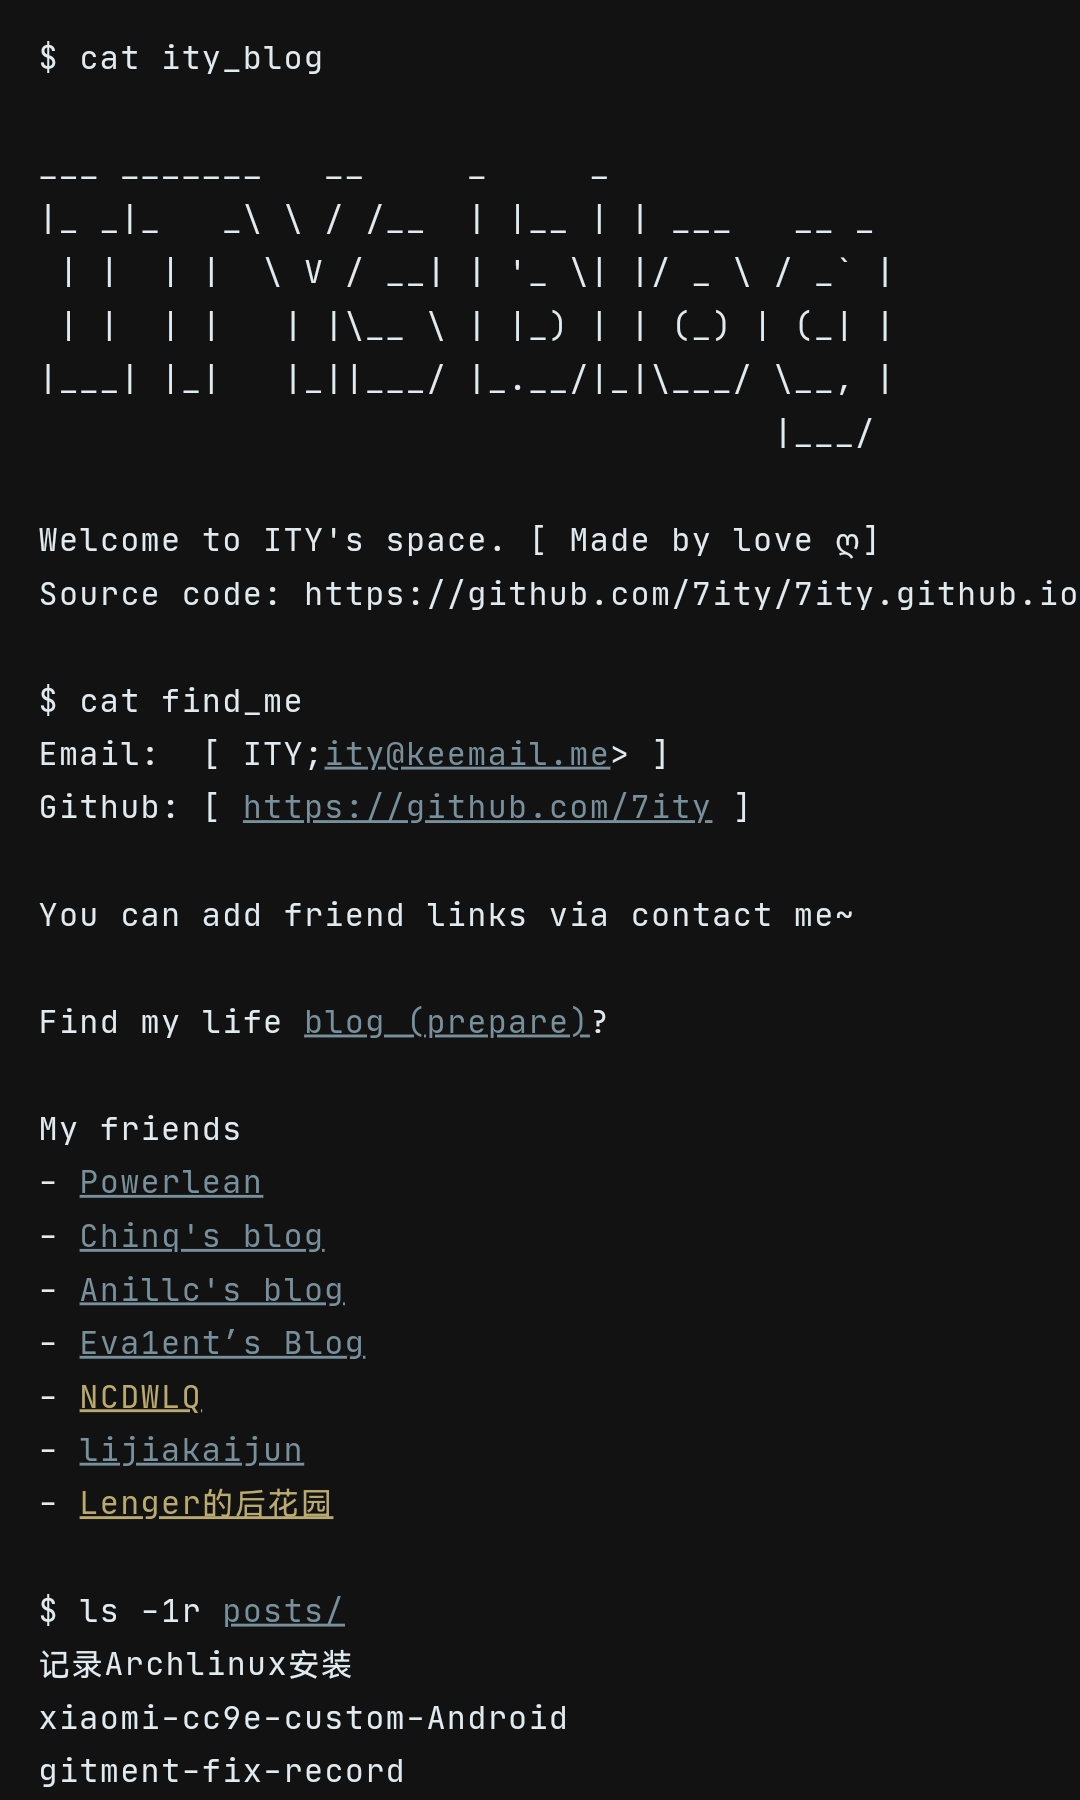 $ cat ity_blog
___ _______   __     _     _
|_ _|_   _\ \ / /__  | |__ | | ___   __ _
 | |  | |  \ V / __| | '_ \| |/ _ \ / _` |
 | |  | |   | |\__ \ | |_) | | (_) | (_| |
|___| |_|   |_||___/ |_.__/|_|\___/ \__, |
                                    |___/
Welcome to ITY's space. [ Made by love ღ]
Source code: https://github.com/7ity/7ity.github.io
$ cat find_me
Email:  [ ITY;ity@keemail.me> ]
Github: [ https://github.com/7ity ]
You can add friend links via contact me~
Find my life blog (prepare)?
My friends
- Powerlean
- Chinq's blog
- Anillc's blog
- Eva1ent’s Blog
- NCDWLQ
- lijiakaijun
- Lenger的后花园
$ ls -1r posts/
记录Archlinux安装
xiaomi-cc9e-custom-Android
gitment-fix-record